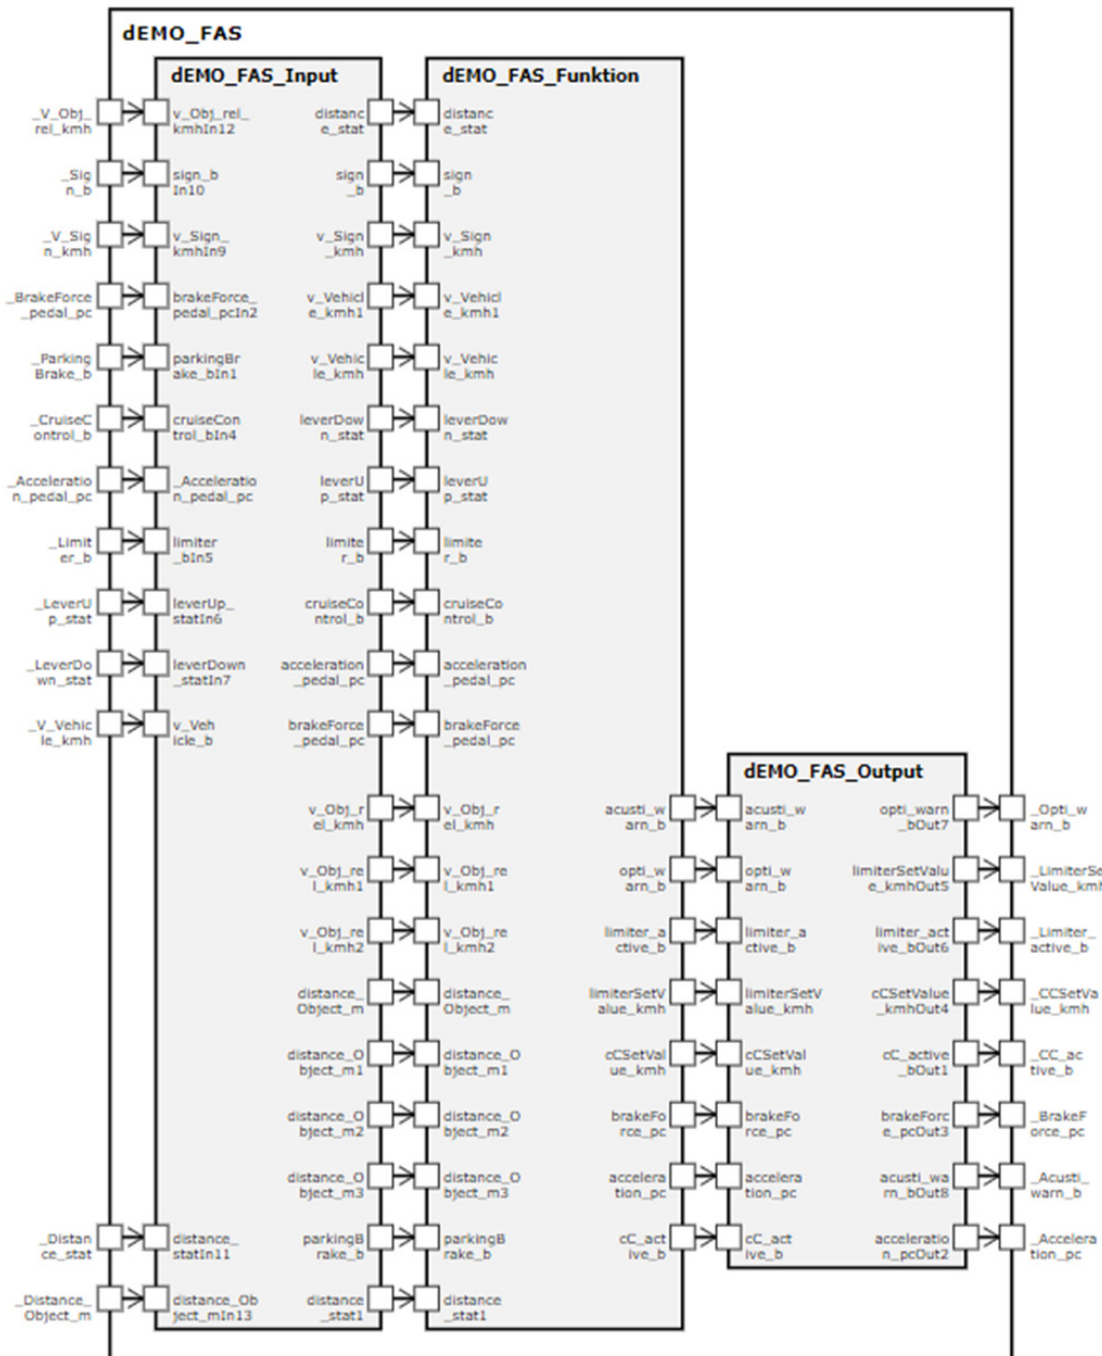 dEMO_FAS
dEMO_FAS_Input
dEMO_FAS_Funktion
_V_Obj_
rel_kmh
v_Obj_rel_
kmhIn12
distanc
e_stat
distanc
e_stat
_Sig
n_b
sign_b
In10
sign
_b
sign
_b
_V_Sig
n_kmh
v_Sign_
kmhIn9
v_Sign
_kmh
v_Sign
_kmh
_BrakeForce
_pedal_pc
brakeForce_
pedal_pcIn2
v_Vehicl
e_kmh1
v_Vehicl
e_kmh1
_Parking
Brake_b
parkingBr
ake_bIn1
v_Vehic
le_kmh
v_Vehic
le_kmh
_CruiseC
ontrol_b
cruiseCon
trol_bIn4
leverDow
n_stat
leverDow
n_stat
_Acceleratio
n_pedal_pc
_Acceleratio
n_pedal_pc
leverU
p_stat
leverU
p_stat
_Limit
er_b
limiter
_bIn5
limite
r_b
limite
r_b
_LeverU
p_stat
leverUp_
statIn6
cruiseCo
ntrol_b
cruiseCo
ntrol_b
_LeverDo
wn_stat
leverDown
_statIn7
acceleration
_pedal_pc
acceleration
_pedal_pc
_V_Vehic
le_kmh
v_Veh
icle_b
brakeForce
_pedal_pc
brakeForce
_pedal_pc
dEMO_FAS_Output
v_Obj_r
el_kmh
v_Obj_r
el_kmh
acusti_w
arn_b
acusti_w
arn_b
opti_warn
_bOut7
_Opti_w
arn_b
v_Obj_re
l_kmh1
v_Obj_re
l_kmh1
opti_w
arn_b
opti_w
arn_b
limiterSetValu
e_kmhOut5
_LimiterSe
Value_kmh
v_Obj_re
l_kmh2
v_Obj_re
l_kmh2
limiter_a
ctive_b
limiter_a
ctive_b
limiter_act
ive_bOut6
_Limiter_
active_b
distance_
Object_m
distance_
Object_m
limiterSetV
alue_kmh
limiterSetV
alue_kmh
cCSetValue
_kmhOut4
_CCSetVa
lue_kmh
distance_O
bject_m1
distance_O
bject_m1
cCSetVal
ue_kmh
cCSetVal
ue_kmh
cC_active
_bOut1
_CC_ac
tive_b
distance_O
bject_m2
distance_O
bject_m2
brakeFo
rce_pc
brakeFo
rce_pc
brakeForc
e_pcOut3
_BrakeF
orce_pc
distance_O
bject_m3
distance_O
bject_m3
accelera
tion_pc
accelera
tion_pc
acusti_wa
rn_bOut8
_Acusti_
warn_b
_Distan
ce_stat
distance_
statIn11
parkingB
rake_b
parkingB
rake_b
cC_act
ive_b
cC_act
ive_b
acceleratio
n_pcOut2
_Accelera
tion_pc
_Distance_
Object_m
distance_Ob
ject_mIn13
distance
_stat1
distance
_stat1